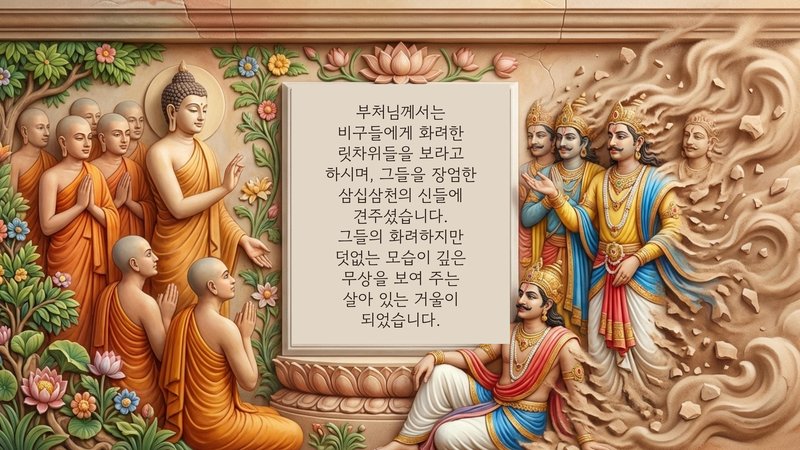 부처님께서는
비구들에게 화려한
릿차위들을 보라고
하시며, 그들을 장엄한
삼십삼천의 신들에
견주셨습니다.
그들의 화려하지만
덧없는 모습이 깊은
무상을 보여 주는
살아 있는 거울이
되었습니다.